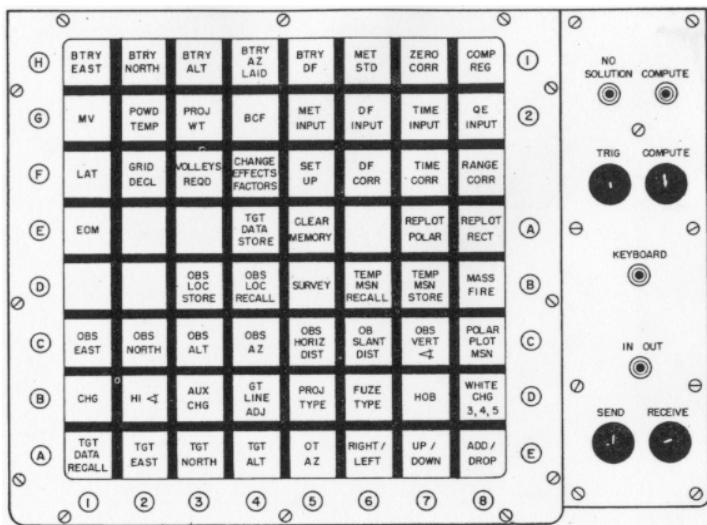 H
BTRY EAST
BTRY NORTH
BTRY ALT
BTRY AZ LAID
BTRY DF
MET STD
ZERO CORR
COMP REG
1
G
MV
POWD TEMP
PROJ WT
BCF
MET INPUT
DF INPUT
TIME INPUT
QE INPUT
2
F
LAT
GRID DECL
VOLLEYS REQD
CHANGE EFFECTS FACTORS
SET UP
DF CORR
TIME CORR
RANGE CORR
E
EOM
TGT DATA STORE
CLEAR MEMORY
REPLOT POLAR
REPLOT RECT
A
D
OBS LOC STORE
OBS LOC RECALL
SURVEY
TEMP MSN RECALL
TEMP MSN STORE
MASS FIRE
B
C
OBS EAST
OBS NORTH
OBS ALT
OBS AZ
OBS HORIZ DIST
OB SLANT DIST
OBS VERT ∢
POLAR PLOT MSN
C
B
CHG
HI ∢
AUX CHG
GT LINE ADJ
PROJ TYPE
FUZE TYPE
HOB
WHITE CHG 3, 4, 5
D
A
TGT DATA RECALL
TGT EAST
TGT NORTH
TGT ALT
OT AZ
RIGHT / LEFT
UP / DOWN
ADD / DROP
E
1 2 3 4 5 6 7 8
NO SOLUTION
COMPUTE
TRIG
COMPUTE
KEYBOARD
IN OUT
SEND
RECEIVE